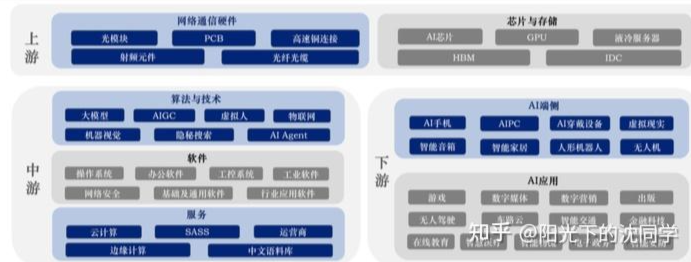 上游
网络通信硬件
光模块 PCB 高速铜连接
射频元件 光纤光缆
芯片与存储
AI芯片 GPU 液冷服务器
HBM IDC
中游
算法与技术
大模型 AIGC 虚拟人 物联网
机器视觉 隐秘搜索 AI Agent
软件
操作系统 办公软件 工控系统 工业软件
网络安全 基础及通用软件 行业应用软件
服务
云计算 SASS 运营商
边缘计算 中文语料库
下游
AI端侧
AI手机 AIPC AI穿戴设备 虚拟现实
智能音箱 智能家居 人形机器人 无人机
AI应用
游戏 数字媒体 数字营销 出版
无人驾驶 车路云 智能交通 金融科技
在线教育 智慧医疗 电子政务
知乎 @阳光下的沈同学